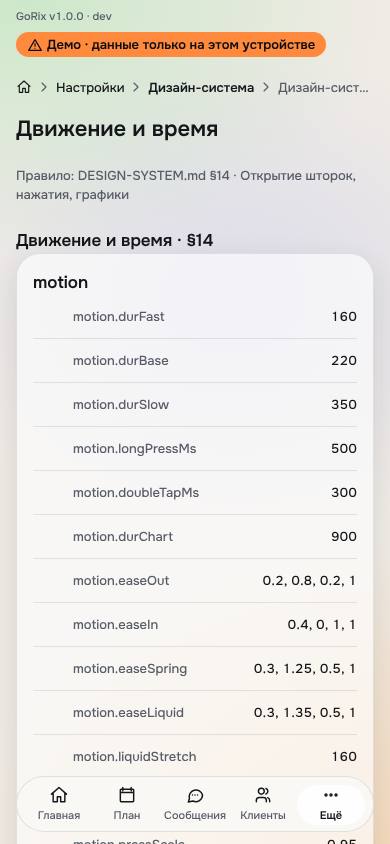 GoRix v1.0.0 · dev
Демо · данные только на этом устройстве
Настройки
Дизайн-система
Дизайн-сист...
Движение и время
Правило: DESIGN-SYSTEM.md §14 · Открытие шторок,
нажатия, графики
Движение и время · §14
motion
motion.durFast 160
motion.durBase 220
motion.durSlow 350
motion.longPressMs 500
motion.doubleTapMs 300
motion.durChart 900
motion.easeOut 0.2, 0.8, 0.2, 1
motion.easeIn 0.4, 0, 1, 1
motion.easeSpring 0.3, 1.25, 0.5, 1
motion.easeLiquid 0.3, 1.35, 0.5, 1
motion.liquidStretch 160
Главная
План
Сообщения
Клиенты
Ещё